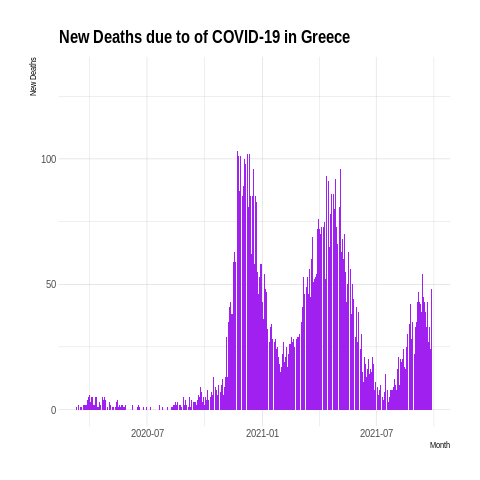 New Deaths due to of COVID-19 in Greece
New Deaths
100
50
0
2020-07 2021-01 2021-07
Month